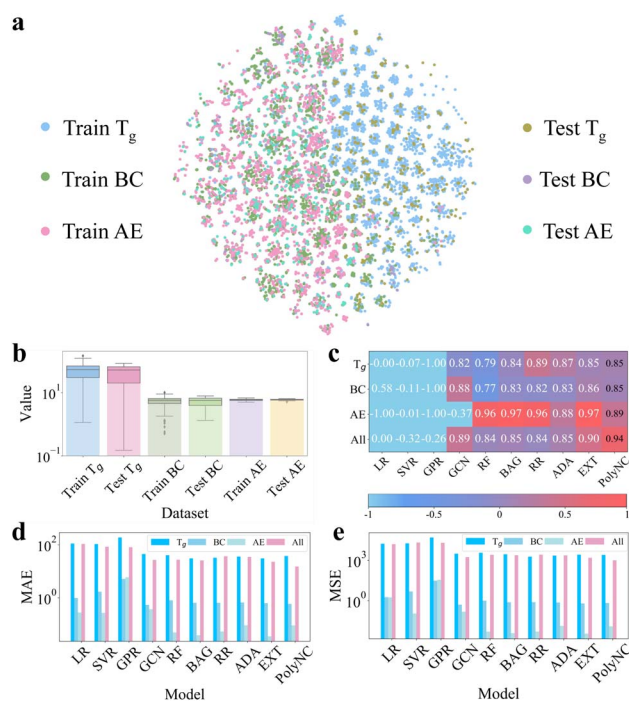 a
Train Tg
Train BC
Train AE
Test Tg
Test BC
Test AE
b
Value
10¹
10⁻¹
Train Tg
Test Tg
Train BC
Test BC
Train AE
Test AE
Dataset
c
Tg -0.00 -0.07 -1.00 0.82 0.79 0.84 0.89 0.87 0.85 0.85
BC 0.58 -0.11 -1.00 0.88 0.77 0.83 0.82 0.83 0.86 0.85
AE -1.00 -0.01 -1.00 -0.37 0.96 0.97 0.96 0.88 0.97 0.89
All 0.00 -0.32 -0.26 0.89 0.84 0.85 0.84 0.85 0.90 0.94
LR SVR GPR GCN RF BAG RR ADA EXT PolyNC
-1 0 1
d
Tg BC AE All
MAE
10²
10⁰
LR SVR GPR GCN RF BAG RR ADA EXT PolyNC
Model
e
Tg BC AE All
MSE
10³
10⁰
LR SVR GPR GCN RF BAG RR ADA EXT PolyNC
Model